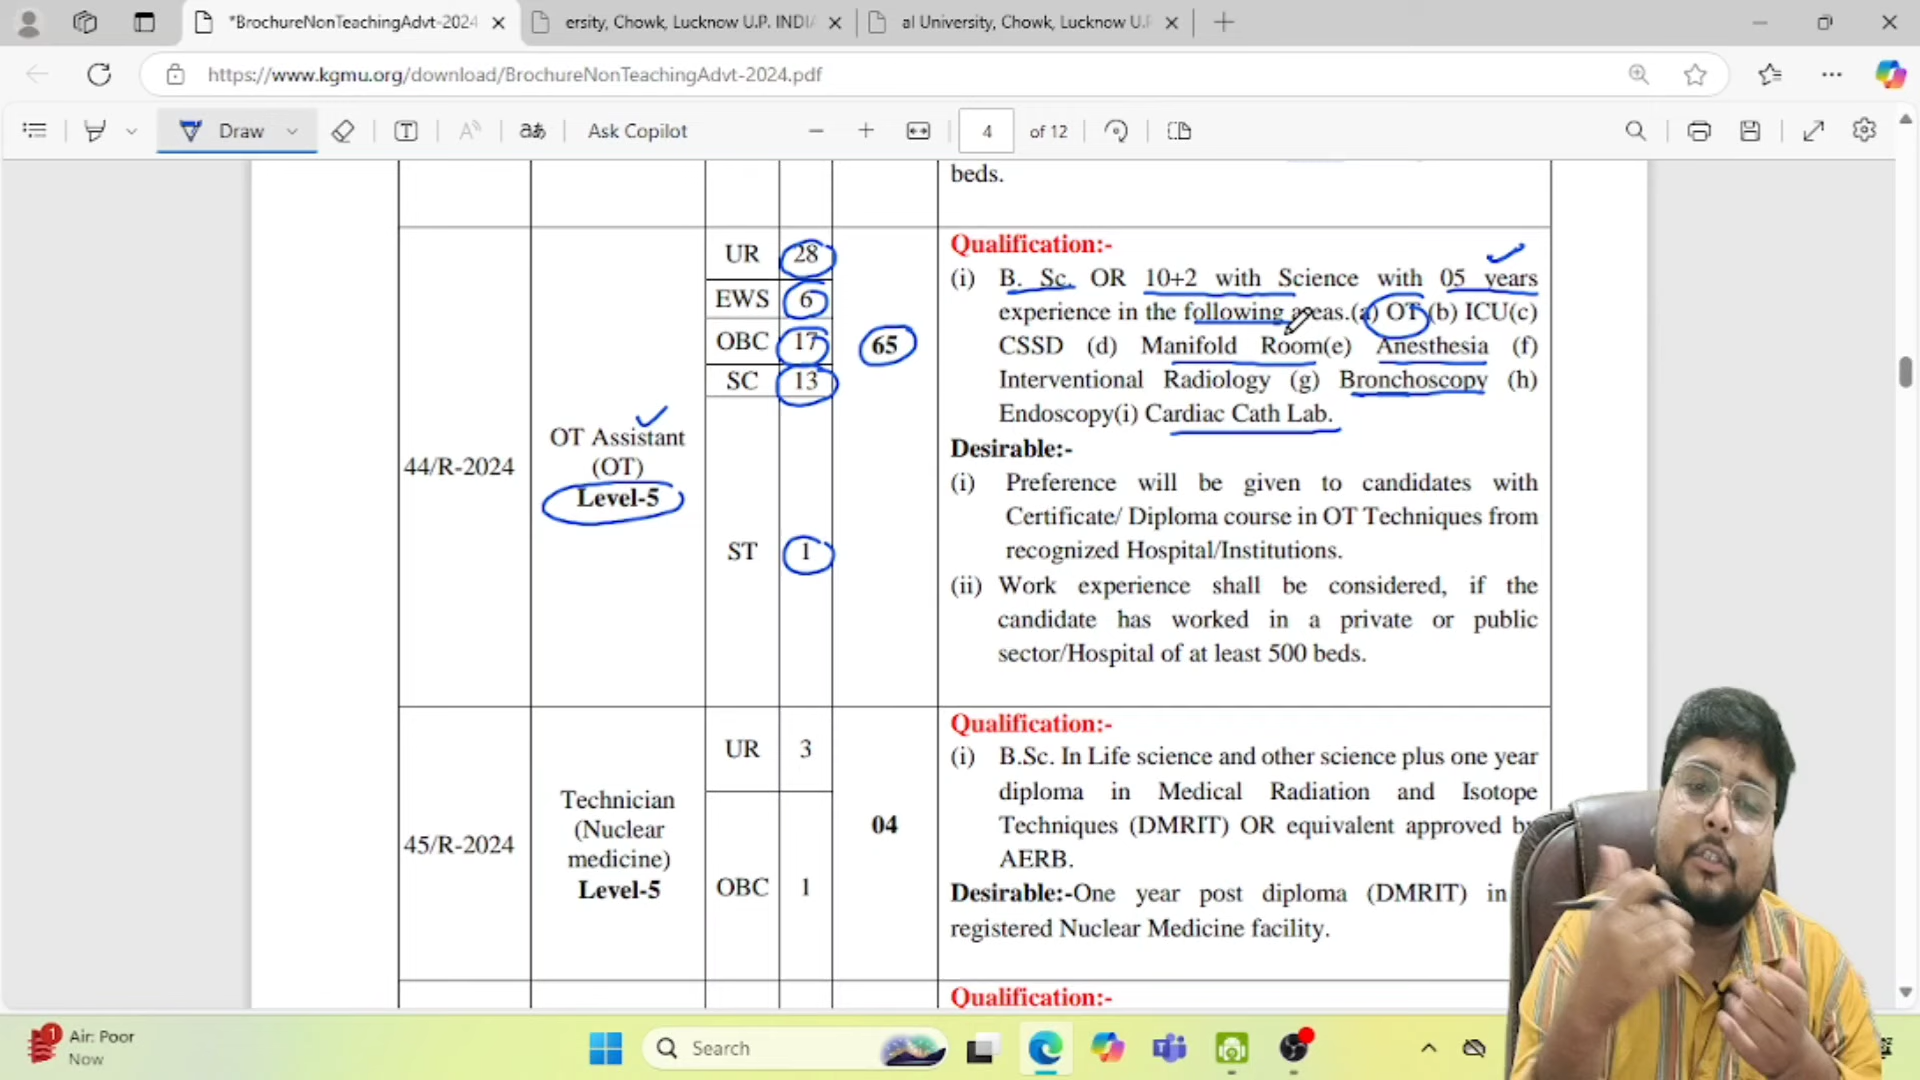 *BrochureNonTeachingAdvt-2024
ersity, Chowk, Lucknow U.P. INDIA
al University, Chowk, Lucknow U.P
https://www.kgmu.org/download/BrochureNonTeachingAdvt-2024.pdf
Draw
Ask Copilot
4 of 12
beds.
44/R-2024
OT Assistant
(OT)
Level-5
UR 28
EWS 6
OBC 17
SC 13
ST 1
65
Qualification:-
(i) B. Sc. OR 10+2 with Science with 05 years
experience in the following areas.(a) OT (b) ICU(c)
CSSD (d) Manifold Room(e) Anesthesia (f)
Interventional Radiology (g) Bronchoscopy (h)
Endoscopy(i) Cardiac Cath Lab.
Desirable:-
(i) Preference will be given to candidates with
Certificate/ Diploma course in OT Techniques from
recognized Hospital/Institutions.
(ii) Work experience shall be considered, if the
candidate has worked in a private or public
sector/Hospital of at least 500 beds.
45/R-2024
Technician
(Nuclear
medicine)
Level-5
UR 3
OBC 1
04
Qualification:-
(i) B.Sc. In Life science and other science plus one year
diploma in Medical Radiation and Isotope
Techniques (DMRIT) OR equivalent approved by
AERB.
Desirable:-One year post diploma (DMRIT) in
registered Nuclear Medicine facility.
Qualification:-
1
Air: Poor
Now
Search